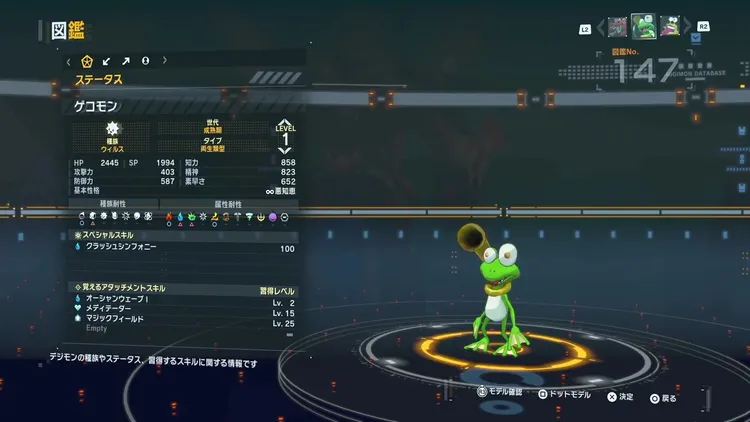 図鑑
L2
R2
ステータス
図鑑No.
147
DIGIMON DATABASE
ゲコモン
種族
ウィルス
世代
成熟期
タイプ
両生類型
LEVEL
1
HP 2445 SP 1994 知力 858
攻撃力 403 精神 823
防御力 587 素早さ 652
基本性格 悪知恵
種族耐性 属性耐性
スペシャルスキル
クラッシュシンフォニー 100
覚えるアタッチメントスキル 習得レベル
オーシャンウェーブI Lv. 2
メディテーター Lv. 15
マジックフィールド Lv. 25
Empty
デジモンの種族やステータス、習得するスキルに関する情報です
R3 モデル確認 ドットモデル 決定 戻る